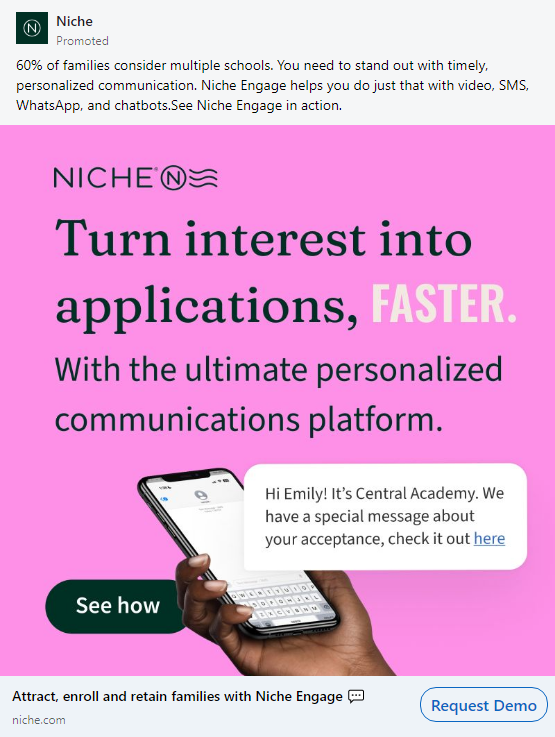 Niche
Promoted
60% of families consider multiple schools. You need to stand out with timely,
personalized communication. Niche Engage helps you do just that with video, SMS,
WhatsApp, and chatbots.See Niche Engage in action.
NICHE
Turn interest into
applications, FASTER.
With the ultimate personalized
communications platform.
Hi Emily! It’s Central Academy. We
have a special message about
your acceptance, check it out here
See how
Attract, enroll and retain families with Niche Engage 💬
niche.com
Request Demo